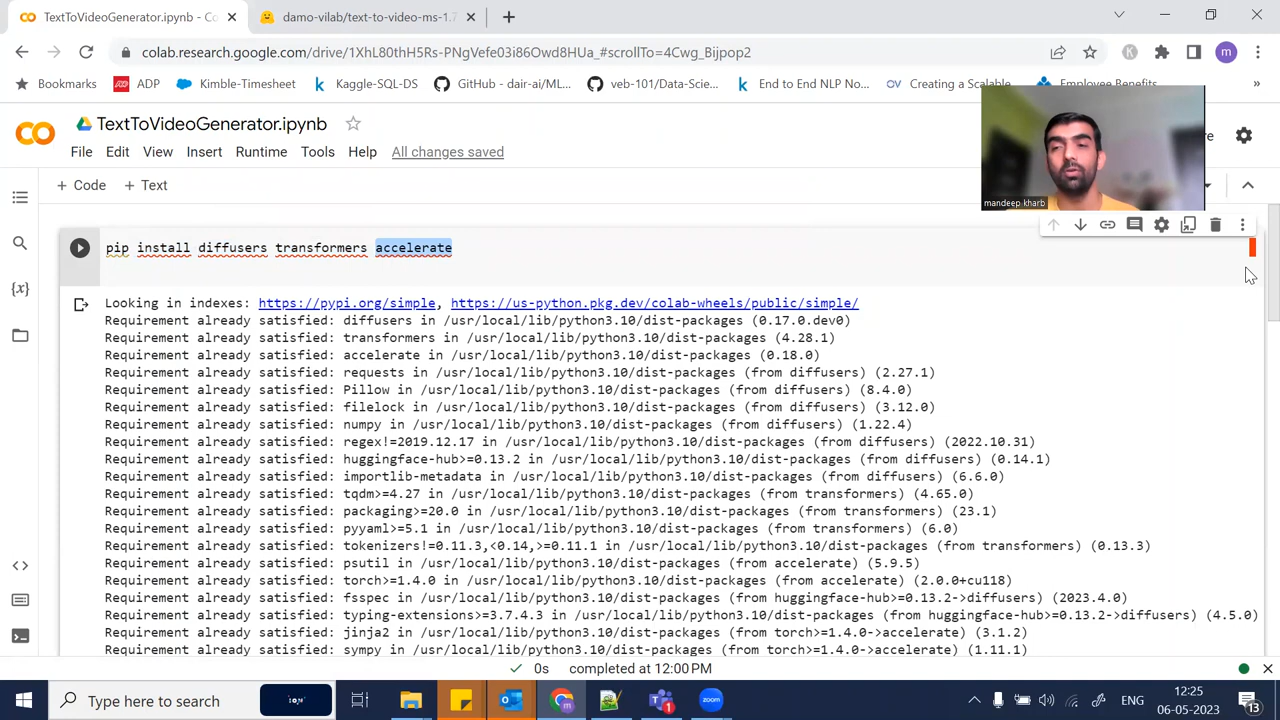 TextToVideoGenerator.ipynb -
damo-vilab/text-to-video-ms-1.7
colab.research.google.com/drive/1XhL80thH5Rs-PNgVefe03i86Owd8HUa_#scrollTo=4Cwg_Bijpop2
K
m
Bookmarks
ADP
Kimble-Timesheet
Kaggle-SQL-DS
GitHub - dair-ai/ML...
veb-101/Data-Scie...
End to End NLP No...
Creating a Scalable
Employee Benefits
»
TextToVideoGenerator.ipynb
File Edit View Insert Runtime Tools Help All changes saved
+ Code + Text
mandeep kharb
pip install diffusers transformers accelerate
Looking in indexes: https://pypi.org/simple, https://us-python.pkg.dev/colab-wheels/public/simple/
Requirement already satisfied: diffusers in /usr/local/lib/python3.10/dist-packages (0.17.0.dev0)
Requirement already satisfied: transformers in /usr/local/lib/python3.10/dist-packages (4.28.1)
Requirement already satisfied: accelerate in /usr/local/lib/python3.10/dist-packages (0.18.0)
Requirement already satisfied: requests in /usr/local/lib/python3.10/dist-packages (from diffusers) (2.27.1)
Requirement already satisfied: Pillow in /usr/local/lib/python3.10/dist-packages (from diffusers) (8.4.0)
Requirement already satisfied: filelock in /usr/local/lib/python3.10/dist-packages (from diffusers) (3.12.0)
Requirement already satisfied: numpy in /usr/local/lib/python3.10/dist-packages (from diffusers) (1.22.4)
Requirement already satisfied: regex!=2019.12.17 in /usr/local/lib/python3.10/dist-packages (from diffusers) (2022.10.31)
Requirement already satisfied: huggingface-hub>=0.13.2 in /usr/local/lib/python3.10/dist-packages (from diffusers) (0.14.1)
Requirement already satisfied: importlib-metadata in /usr/local/lib/python3.10/dist-packages (from diffusers) (6.6.0)
Requirement already satisfied: tqdm>=4.27 in /usr/local/lib/python3.10/dist-packages (from transformers) (4.65.0)
Requirement already satisfied: packaging>=20.0 in /usr/local/lib/python3.10/dist-packages (from transformers) (23.1)
Requirement already satisfied: pyyaml>=5.1 in /usr/local/lib/python3.10/dist-packages (from transformers) (6.0)
Requirement already satisfied: tokenizers!=0.11.3,<0.14,>=0.11.1 in /usr/local/lib/python3.10/dist-packages (from transformers) (0.13.3)
Requirement already satisfied: psutil in /usr/local/lib/python3.10/dist-packages (from accelerate) (5.9.5)
Requirement already satisfied: torch>=1.4.0 in /usr/local/lib/python3.10/dist-packages (from accelerate) (2.0.0+cu118)
Requirement already satisfied: fsspec in /usr/local/lib/python3.10/dist-packages (from huggingface-hub>=0.13.2->diffusers) (2023.4.0)
Requirement already satisfied: typing-extensions>=3.7.4.3 in /usr/local/lib/python3.10/dist-packages (from huggingface-hub>=0.13.2->diffusers) (4.5.0)
Requirement already satisfied: jinja2 in /usr/local/lib/python3.10/dist-packages (from torch>=1.4.0->accelerate) (3.1.2)
Requirement already satisfied: sympy in /usr/local/lib/python3.10/dist-packages (from torch>=1.4.0->accelerate) (1.11.1)
0s completed at 12:00 PM
Type here to search
zoom
ENG
12:25
06-05-2023
13